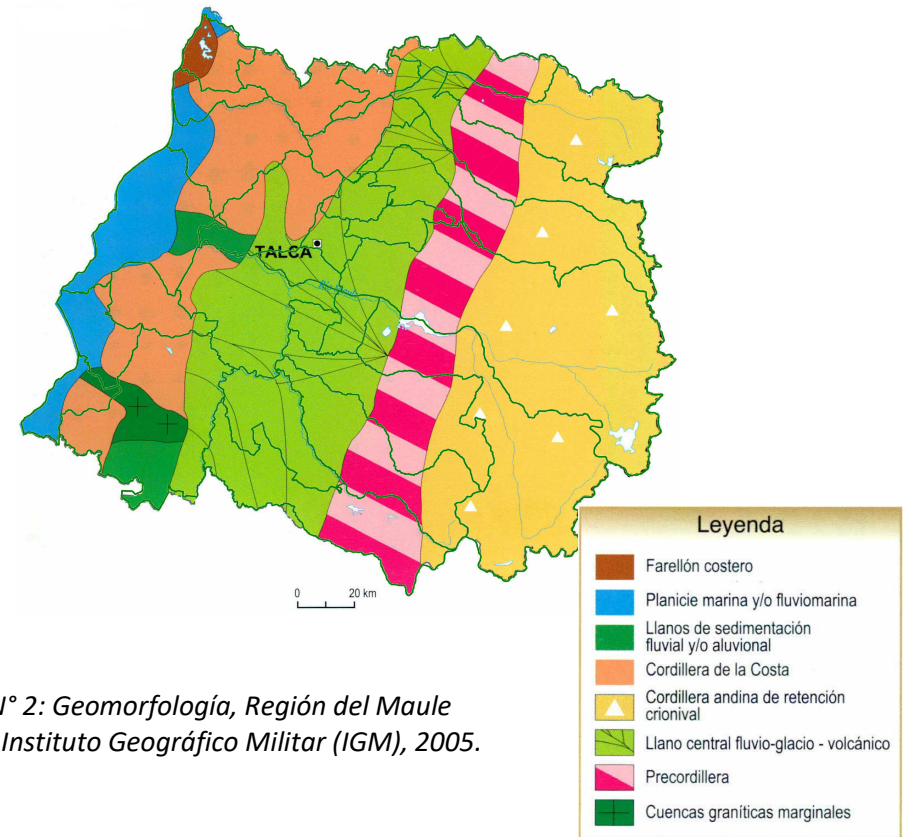 TALCA
Río Maule
0 20 km
Leyenda
Farellón costero
Planicie marina y/o fluviomarina
Llanos de sedimentación
fluvial y/o aluvional
Cordillera de la Costa
Cordillera andina de retención
crionival
Llano central fluvio-glacio - volcánico
Precordillera
Cuencas graníticas marginales
N° 2: Geomorfología, Región del Maule
Instituto Geográfico Militar (IGM), 2005.